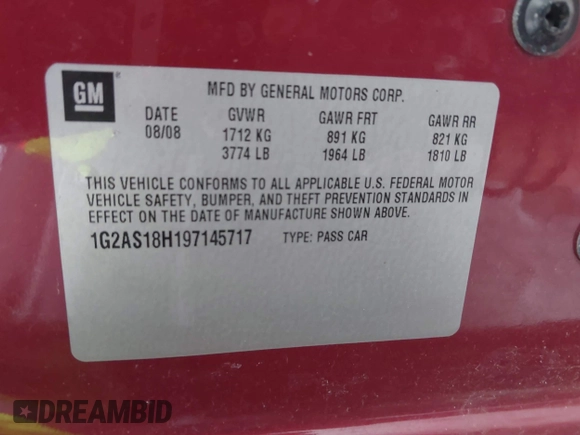 GM
MFD BY GENERAL MOTORS CORP.
DATE GVWR GAWR FRT GAWR RR
08/08 1712 KG 891 KG 821 KG
3774 LB 1964 LB 1810 LB
THIS VEHICLE CONFORMS TO ALL APPLICABLE U.S. FEDERAL MOTOR
VEHICLE SAFETY, BUMPER, AND THEFT PREVENTION STANDARDS IN
EFFECT ON THE DATE OF MANUFACTURE SHOWN ABOVE.
1G2AS18H197145717 TYPE: PASS CAR
DREAMBID